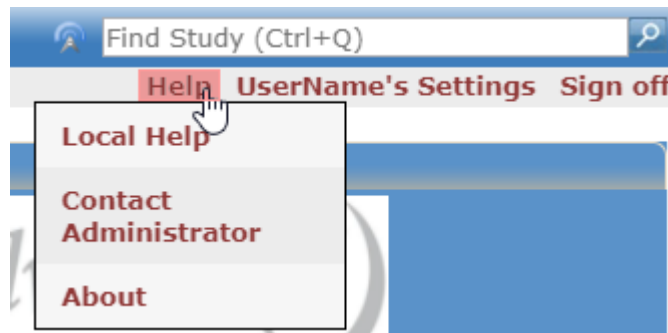 Find Study (Ctrl+Q)
Help UserName's Settings Sign off
Local Help
Contact
Administrator
About